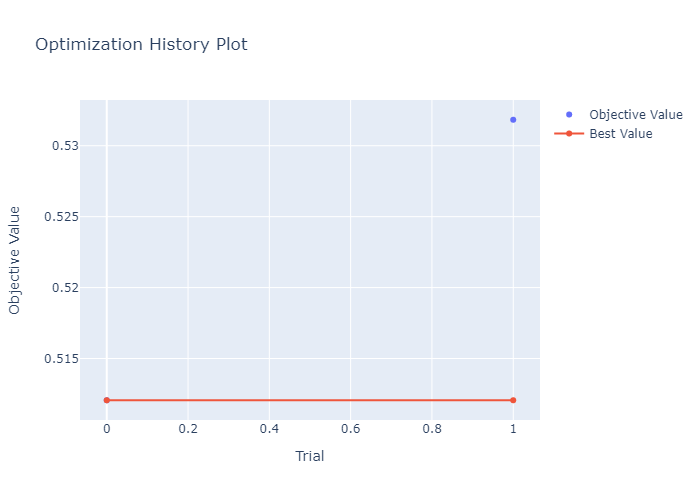 Optimization History Plot
Objective Value
Best Value
0.53
0.525
0.52
0.515
Objective Value
0 0.2 0.4 0.6 0.8 1
Trial